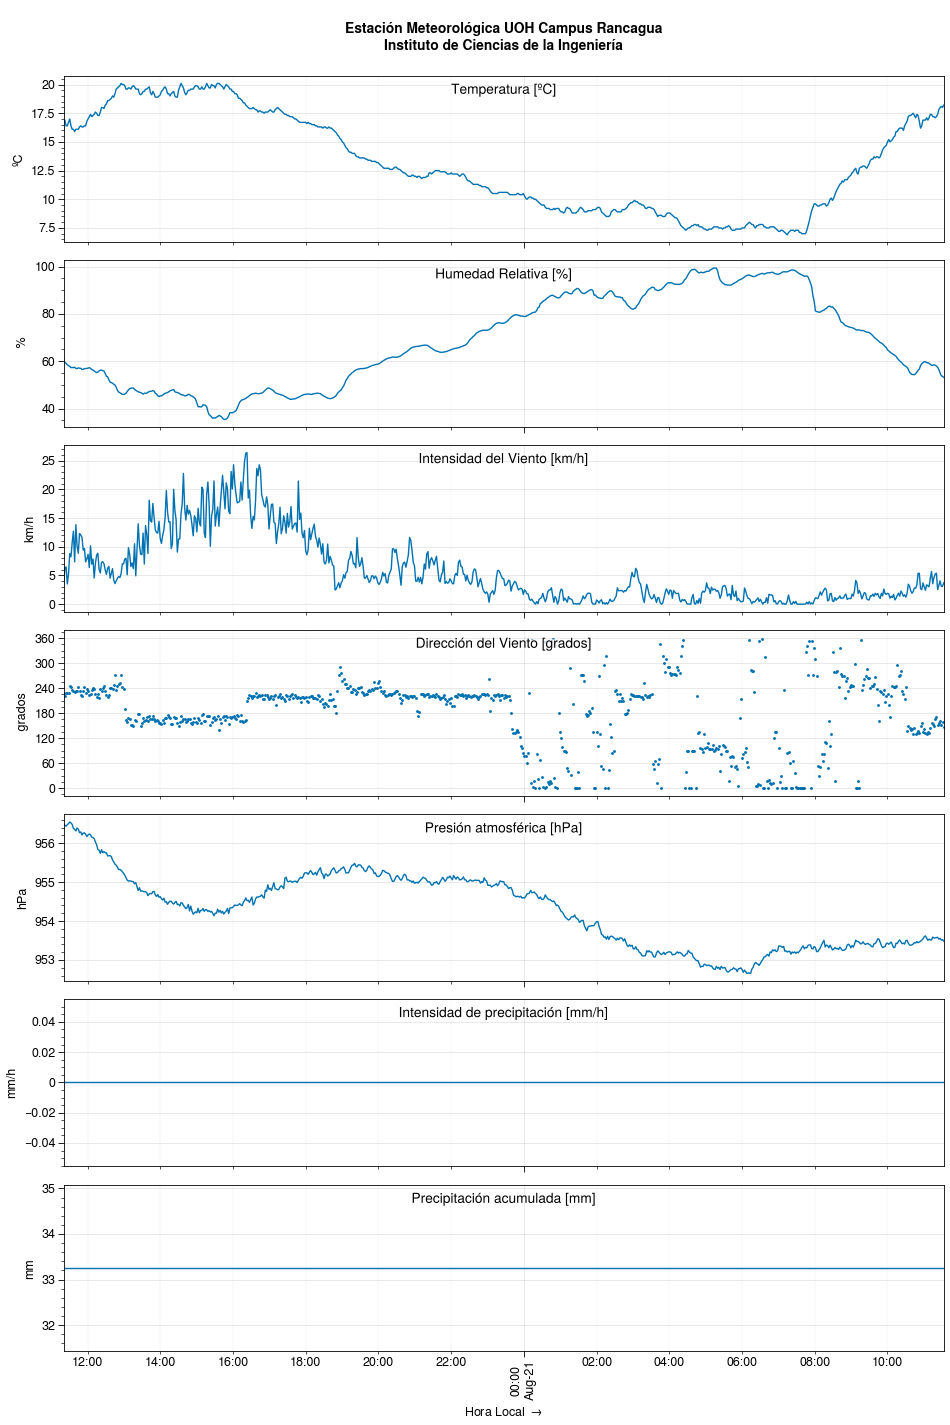 Estación Meteorológica UOH Campus Rancagua
Instituto de Ciencias de la Ingeniería
Temperatura [ºC]
ºC
20
17.5
15
12.5
10
7.5
Humedad Relativa [%]
%
100
80
60
40
Intensidad del Viento [km/h]
km/h
25
20
15
10
5
0
Dirección del Viento [grados]
grados
360
300
240
180
120
60
0
Presión atmosférica [hPa]
hPa
956
955
954
953
Intensidad de precipitación [mm/h]
mm/h
0.04
0.02
0
−0.02
−0.04
Precipitación acumulada [mm]
mm
35
34
33
32
12:00 14:00 16:00 18:00 20:00 22:00 00:00 02:00 04:00 06:00 08:00 10:00
Aug-21
Hora Local →